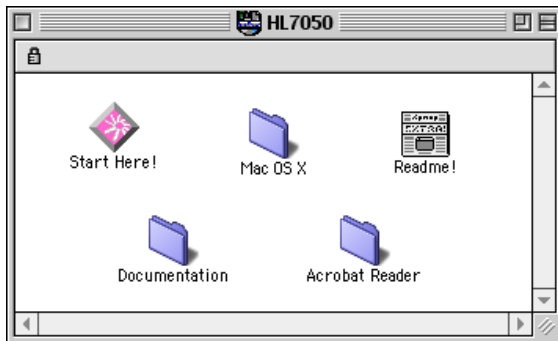 HL7050
Start Here!
Mac OS X
Readme!
Documentation
Acrobat Reader